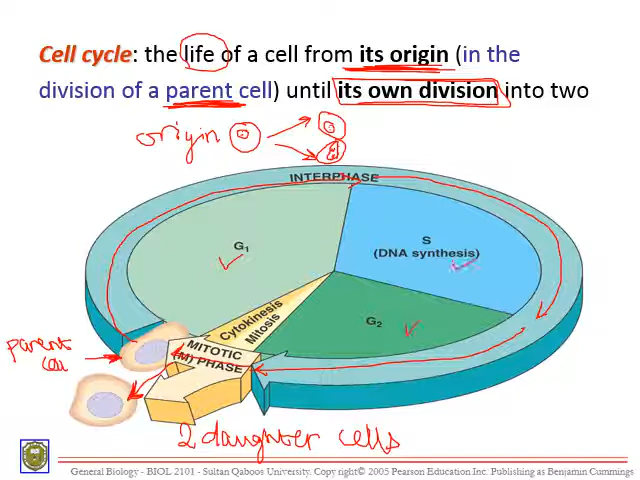 Cell cycle: the life of a cell from its origin (in the
division of a parent cell) until its own division into two
origin
INTERPHASE
G1
S
(DNA synthesis)
Cytokinesis
Mitosis
G2
MITOTIC
(M) PHASE
parent
cell
2 daughter cells
General Biology - BIOL 2101 - Sultan Qaboos University. Copy right© 2005 Pearson Education Inc. Publishing as Benjamin Cummings